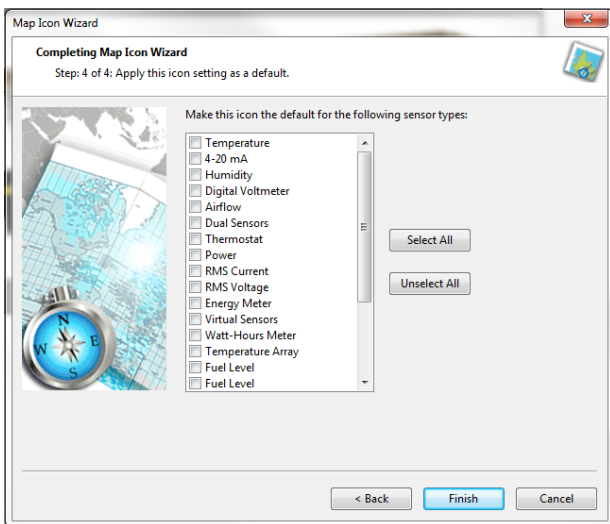 Map Icon Wizard
Completing Map Icon Wizard
Step: 4 of 4: Apply this icon setting as a default.
Make this icon the default for the following sensor types:
Temperature
4-20 mA
Humidity
Digital Voltmeter
Airflow
Dual Sensors
Thermostat
Power
RMS Current
RMS Voltage
Energy Meter
Virtual Sensors
Watt-Hours Meter
Temperature Array
Fuel Level
Fuel Level
Select All
Unselect All
N
W
E
S
< Back
Finish
Cancel